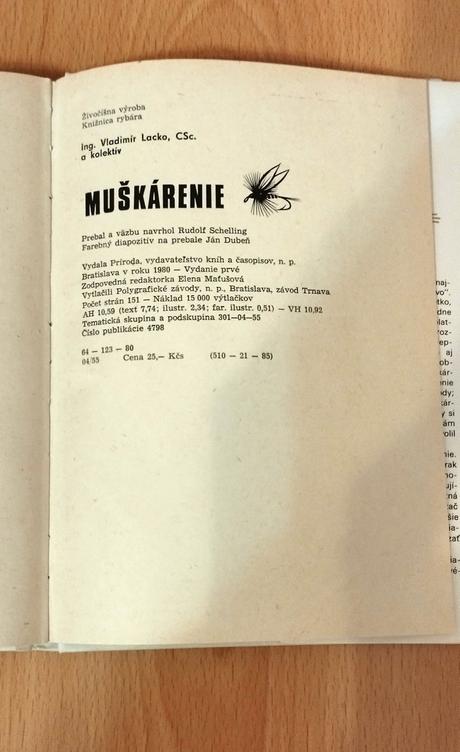 Živočíšna výroba
Knižnica rybára
Ing. Vladimír Lacko, CSc.
a kolektív
MUŠKÁRENIE
Prebal a väzbu navrhol Rudolf Schelling
Farebný diapozitív na prebale Ján Dubeň
Vydala Príroda, vydavateľstvo kníh a časopisov, n. p.
Bratislava v roku 1980 — Vydanie prvé
Zodpovedná redaktorka Elena Maťušová
Vytlačili Polygrafické závody, n. p., Bratislava, závod Trnava
Počet strán 151 — Náklad 15 000 výtlačkov
AH 10,59 (text 7,74; ilustr. 2,34; far. ilustr. 0,51) — VH 10,92
Tematická skupina a podskupina 301—04—55
Číslo publikácie 4798
64 — 123 — 80
04/55 Cena 25,— Kčs (510 — 21 — 85)